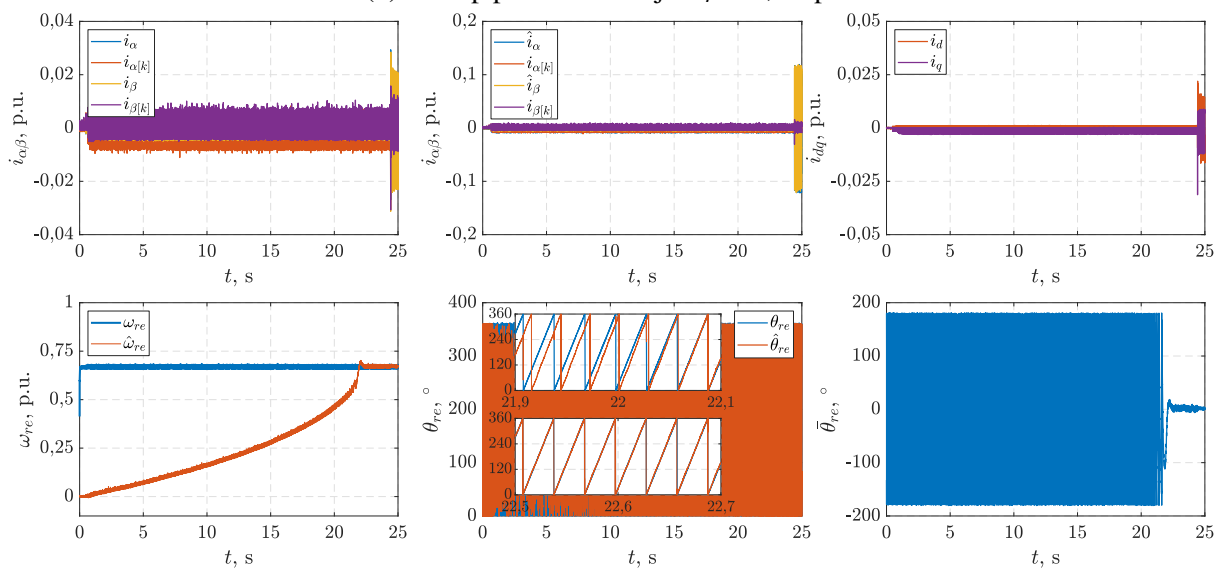 0,04
0,02
0
-0,02
-0,04
0 5 10 15 20 25
t, s
i_{αβ}, p.u.
i_α
i_{α[k]}
i_β
i_{β[k]}
0,2
0,1
0
-0,1
-0,2
0 5 10 15 20 25
t, s
i_{αβ}, p.u.
î_α
i_{α[k]}
î_β
i_{β[k]}
0,05
0,025
0
-0,025
-0,05
0 5 10 15 20 25
t, s
i_{dq}, p.u.
i_d
i_q
1
0,75
0,5
0,25
0
0 5 10 15 20 25
t, s
ω_{re}, p.u.
ω_{re}
ω̂_{re}
400
300
200
100
0
0 5 10 15 20 25
t, s
θ_{re}, °
θ_{re}
θ̂_{re}
360
240
120
0
21,9 22 22,1
360
240
120
0
22,5 22,6 22,7
200
100
0
-100
-200
0 5 10 15 20 25
t, s
θ̄_{re}, °